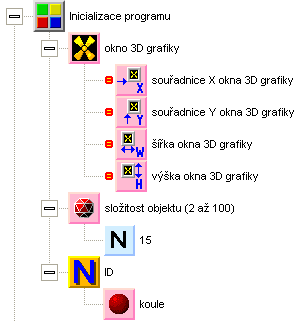 Inicializace programu
okno 3D grafiky
X
souřadnice X okna 3D grafiky
Y
souřadnice Y okna 3D grafiky
W
šířka okna 3D grafiky
H
výška okna 3D grafiky
složitost objektu (2 až 100)
N
15
N
ID
koule